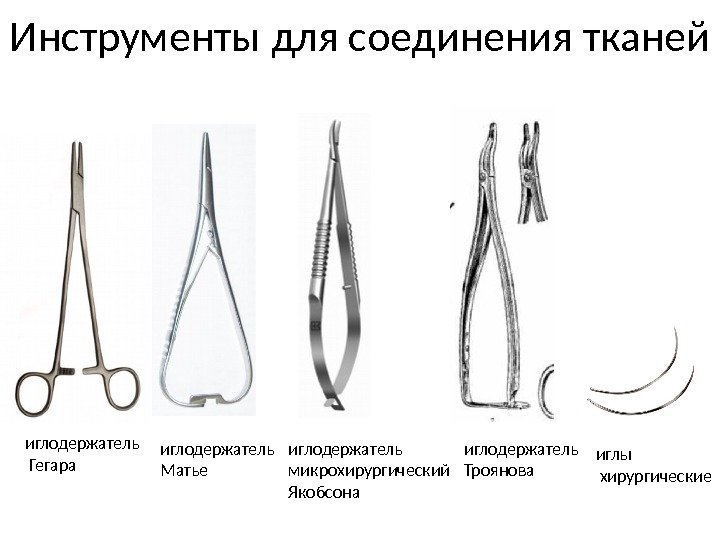 Инструменты для соединения тканей
иглодержатель
Гегара
иглодержатель
Матье
иглодержатель
микрохирургический
Якобсона
иглодержатель
Троянова
иглы
хирургические